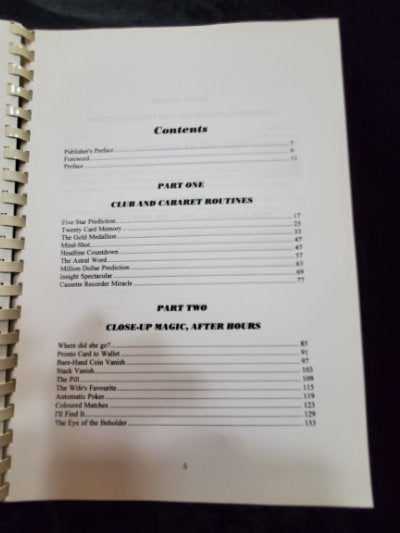 Contents
Publisher's Preface 7
Foreword 9
Preface 11
PART ONE
CLUB AND CABARET ROUTINES
Five Star Prediction 17
Twenty Card Memory 25
The Gold Medallion 33
Mind-Shot 47
Headline Countdown 47
The Astral Word 57
Million Dollar Prediction 63
Insight Spectacular 69
Cassette Recorder Miracle 77
PART TWO
CLOSE-UP MAGIC, AFTER HOURS
Where did she go? 85
Pronto Card to Wallet 91
Bare-Hand Coin Vanish 97
Stack Vanish 103
The Pill 109
The Wife's Favourite 115
Automatic Poker 119
Coloured Matches 123
I'll Find It 129
The Eye of the Beholder 133
5